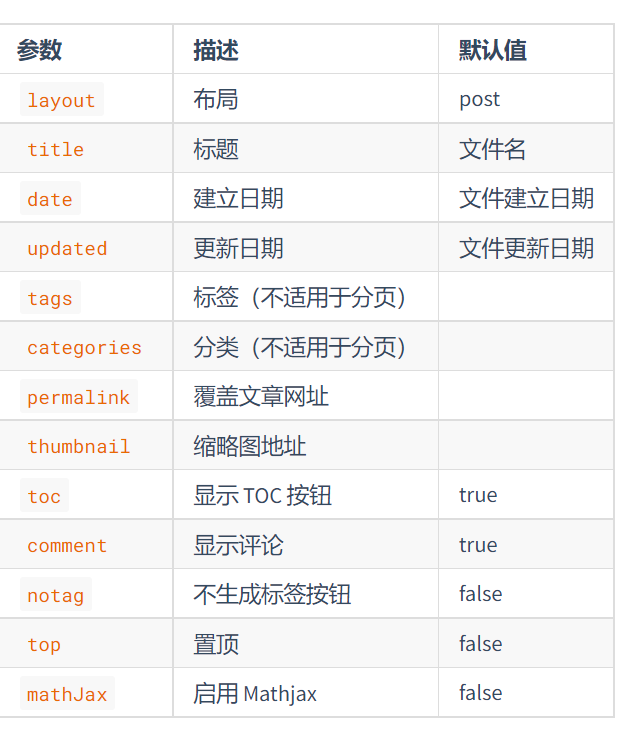 参数 描述 默认值
layout 布局 post
title 标题 文件名
date 建立日期 文件建立日期
updated 更新日期 文件更新日期
tags 标签（不适用于分页）
categories 分类（不适用于分页）
permalink 覆盖文章网址
thumbnail 缩略图地址
toc 显示 TOC 按钮 true
comment 显示评论 true
notag 不生成标签按钮 false
top 置顶 false
mathJax 启用 Mathjax false